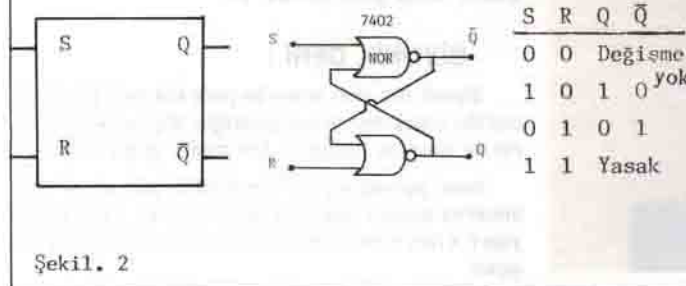 S Q
R Q̄
7402
S NOR Q̄
R Q
S R Q Q̄
0 0 Değişme yok
1 0 1 0
0 1 0 1
1 1 Yasak
Şekil. 2